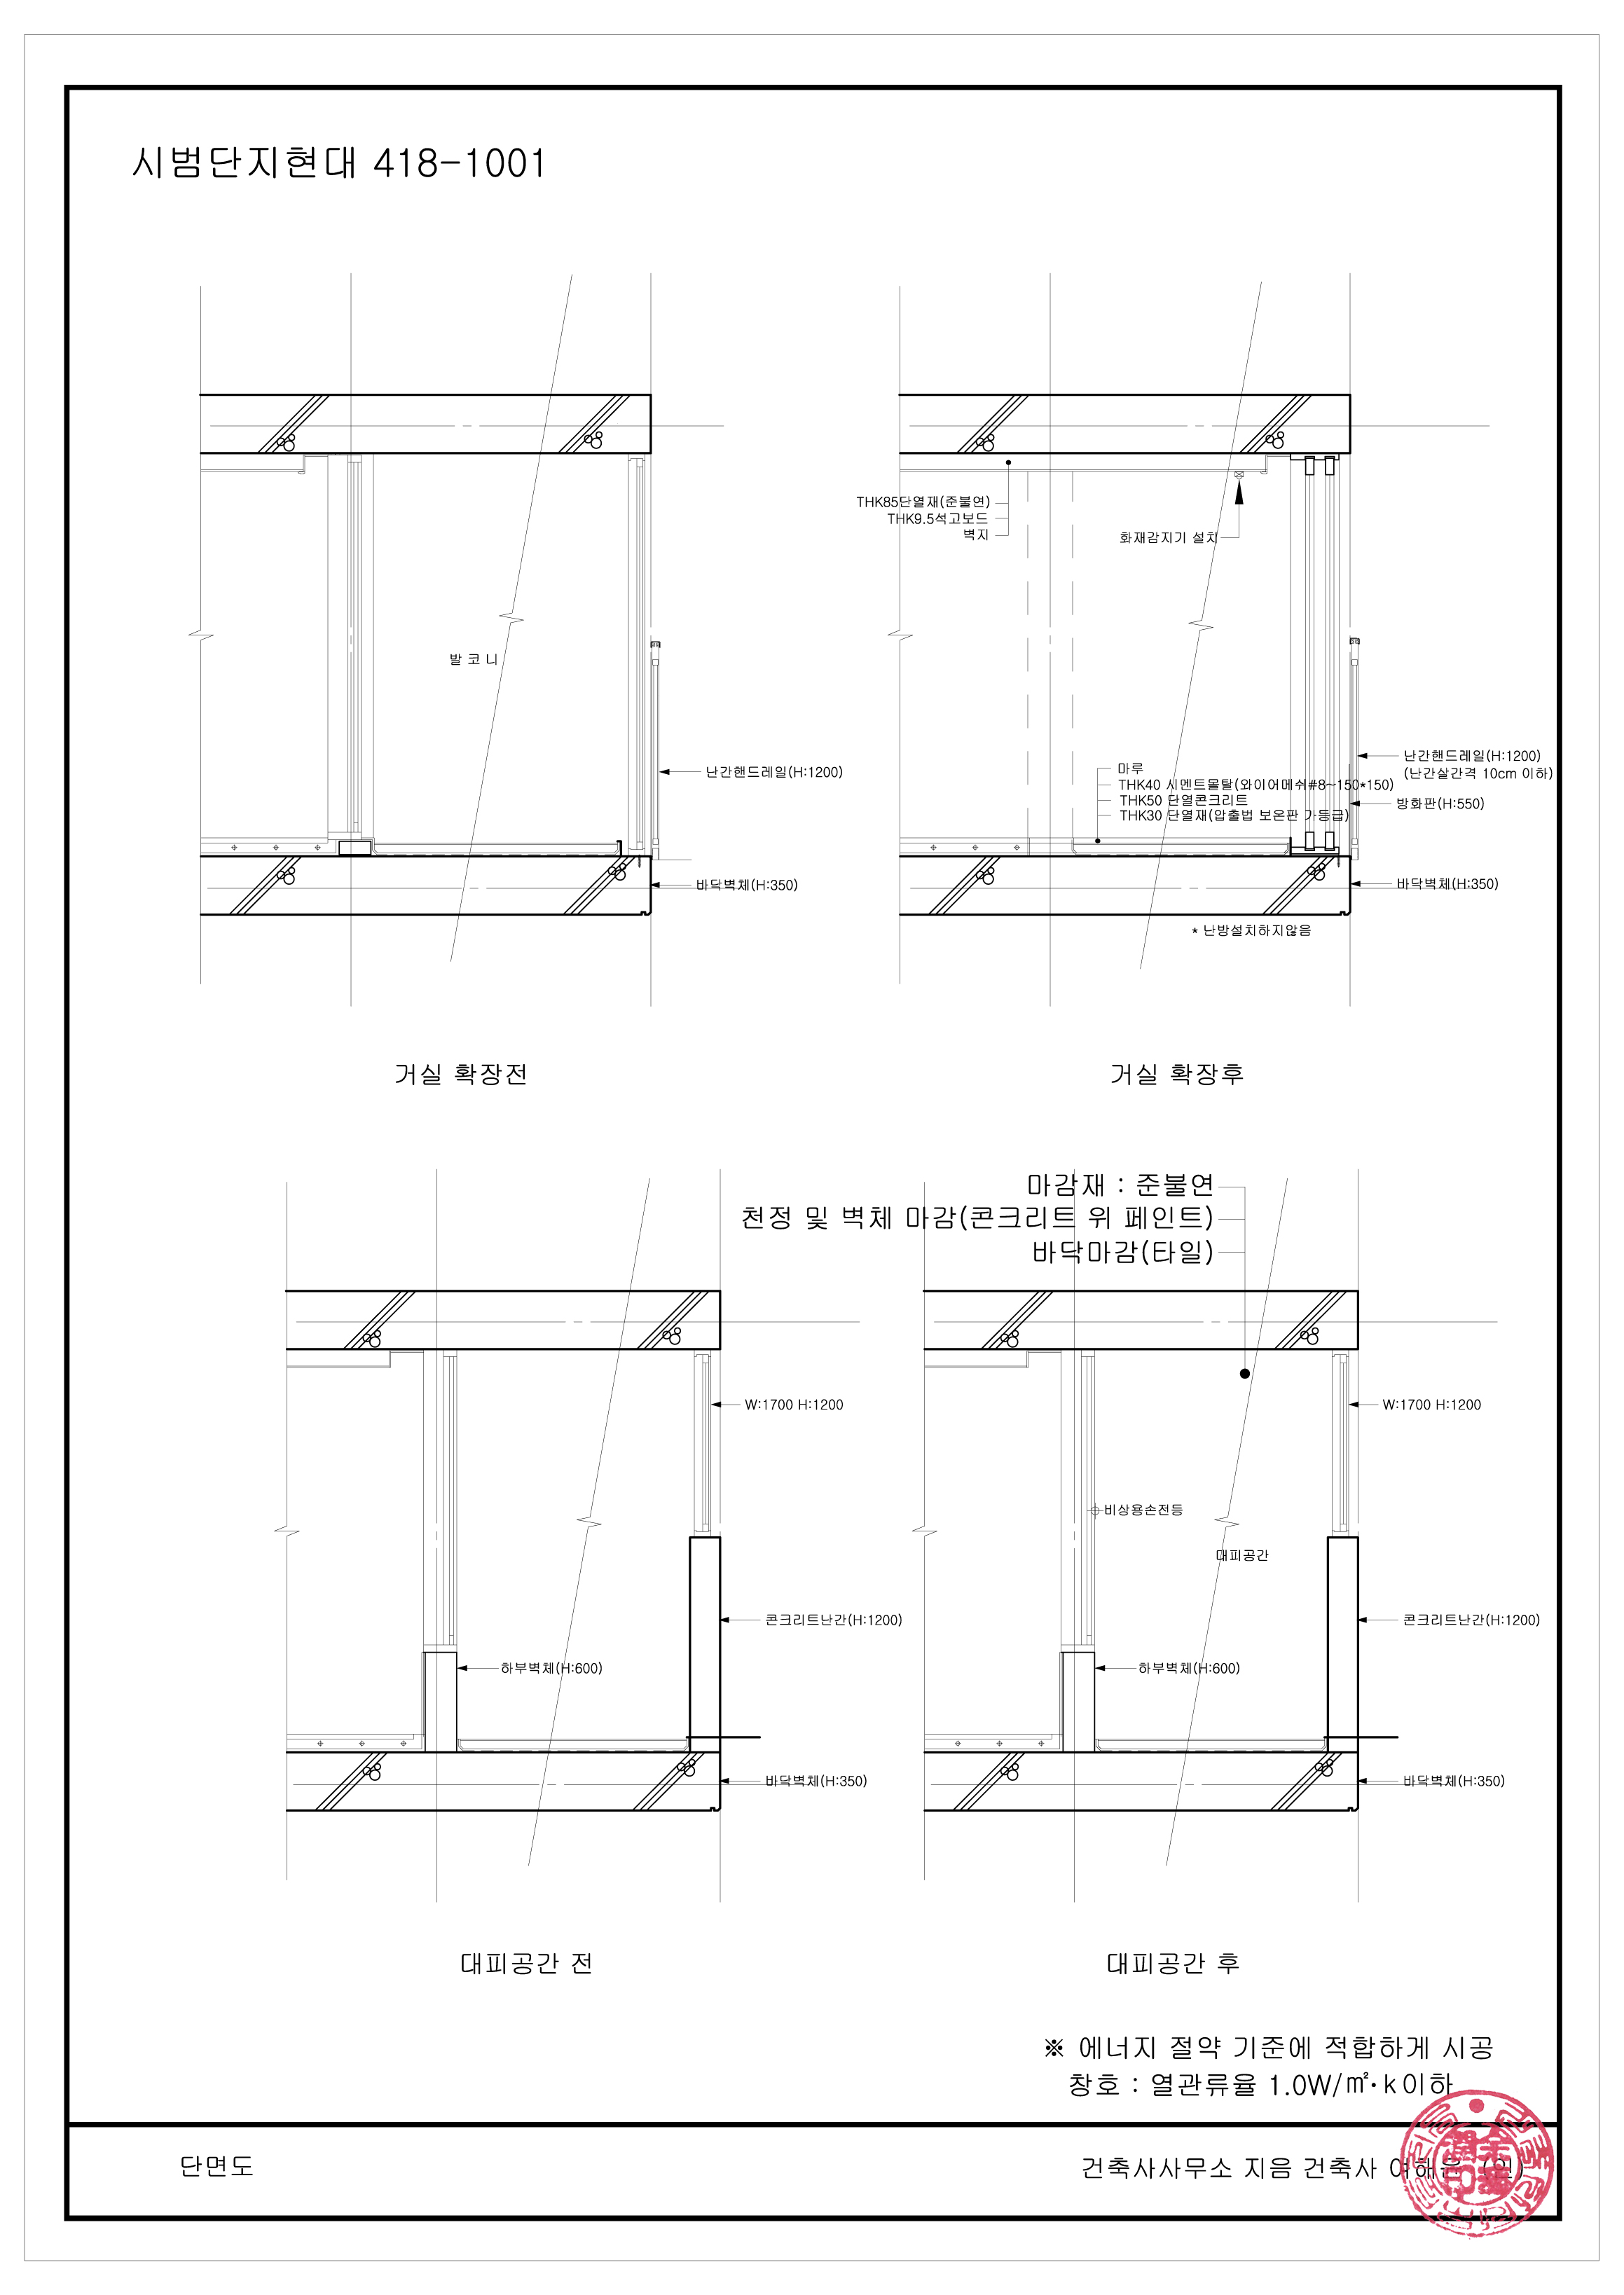 시범단지현대 418-1001
발 코 니
난간핸드레일(H:1200)
바닥벽체(H:350)
거실 확장전
THK85단열재(준불연)
THK9.5석고보드
벽지
화재감지기 설치
마루
THK40 시멘트몰탈(와이어메쉬#8~150*150)
THK50 단열콘크리트
THK30 단열재(압출법 보온판 가등급)
난간핸드레일(H:1200)
(난간살간격 10cm 이하)
방화판(H:550)
바닥벽체(H:350)
* 난방설치하지않음
거실 확장후
W:1700 H:1200
콘크리트난간(H:1200)
하부벽체(H:600)
바닥벽체(H:350)
대피공간 전
마감재 : 준불연
천정 및 벽체 마감(콘크리트 위 페인트)
바닥마감(타일)
W:1700 H:1200
비상용손전등
대피공간
콘크리트난간(H:1200)
하부벽체(H:600)
바닥벽체(H:350)
대피공간 후
※ 에너지 절약 기준에 적합하게 시공
창호 : 열관류율 1.0W/㎡·k이하
단면도
건축사사무소 지음 건축사 여해운 (인)